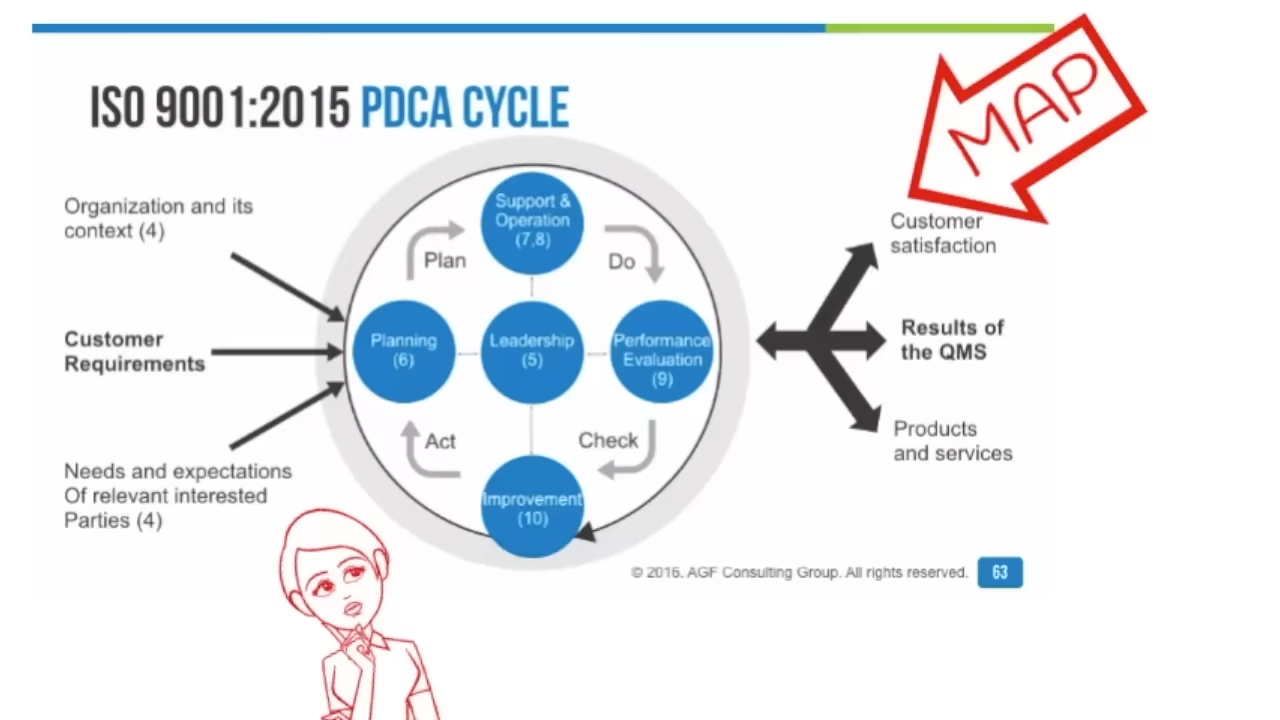 MAP
ISO 9001:2015 PDCA CYCLE
Organization and its
context (4)
Customer
Requirements
Needs and expectations
Of relevant interested
Parties (4)
Support &
Operation
(7,8)
Plan
Do
Planning
(6)
Leadership
(5)
Performance
Evaluation
(9)
Act
Check
Improvement
(10)
Customer
satisfaction
Results of
the QMS
Products
and services
© 2016. AGF Consulting Group. All rights reserved. 63